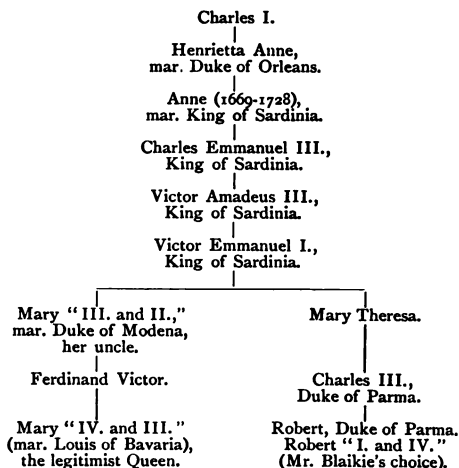 Charles I.
Henrietta Anne,
mar. Duke of Orleans.
Anne (1669-1728),
mar. King of Sardinia.
Charles Emmanuel III.,
King of Sardinia.
Victor Amadeus III.,
King of Sardinia.
Victor Emmanuel I.,
King of Sardinia.
Mary "III. and II.,"
mar. Duke of Modena,
her uncle.
Mary Theresa.
Ferdinand Victor.
Charles III.,
Duke of Parma.
Mary "IV. and III."
(mar. Louis of Bavaria),
the legitimist Queen.
Robert, Duke of Parma.
Robert "I. and IV."
(Mr. Blaikie's choice).